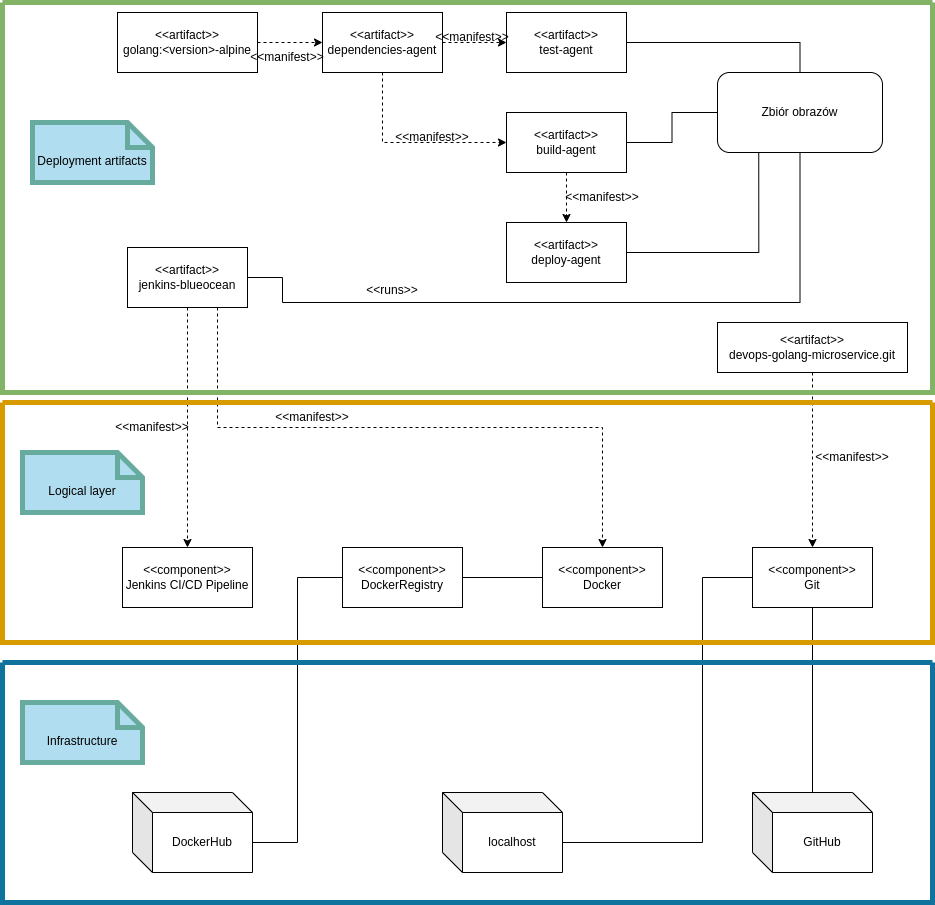 <<artifact>>
golang:<version>-alpine
<<manifest>>
<<artifact>>
dependencies-agent
<<manifest>>
<<artifact>>
test-agent
Zbiór obrazów
<<manifest>>
<<artifact>>
build-agent
Deployment artifacts
<<manifest>>
<<artifact>>
deploy-agent
<<artifact>>
jenkins-blueocean
<<runs>>
<<artifact>>
devops-golang-microservice.git
<<manifest>>
<<manifest>>
<<manifest>>
Logical layer
<<component>>
Jenkins CI/CD Pipeline
<<component>>
DockerRegistry
<<component>>
Docker
<<component>>
Git
Infrastructure
DockerHub
localhost
GitHub